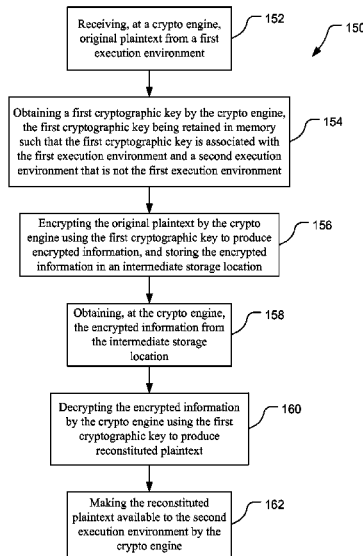 150
Receiving, at a crypto engine,
original plaintext from a first
execution environment
152
Obtaining a first cryptographic key by the crypto engine,
the first cryptographic key being retained in memory
such that the first cryptographic key is associated with
the first execution environment and a second execution
environment that is not the first execution environment
154
Encrypting the original plaintext by the crypto
engine using the first cryptographic key to produce
encrypted information, and storing the encrypted
information in an intermediate storage location
156
Obtaining, at the crypto engine,
the encrypted information from
the intermediate storage
location
158
Decrypting the encrypted information
by the crypto engine using the first
cryptographic key to produce
reconstituted plaintext
160
Making the reconstituted
plaintext available to the second
execution environment by the
crypto engine
162